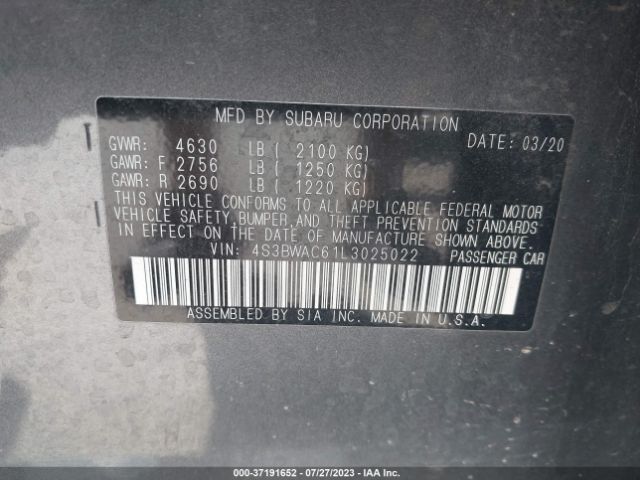 MFD BY SUBARU CORPORATION
GVWR: 4630 LB ( 2100 KG) DATE: 03/20
GAWR: F 2756 LB ( 1250 KG)
GAWR: R 2690 LB ( 1220 KG)
THIS VEHICLE CONFORMS TO ALL APPLICABLE FEDERAL MOTOR
VEHICLE SAFETY, BUMPER, AND THEFT PREVENTION STANDARDS
IN EFFECT ON THE DATE OF MANUFACTURE SHOWN ABOVE.
VIN: 4S3BWAC61L3025022 PASSENGER CAR
ASSEMBLED BY SIA INC. MADE IN U.S.A.
000-37191652 / 07/27/2023 - IAA Inc.